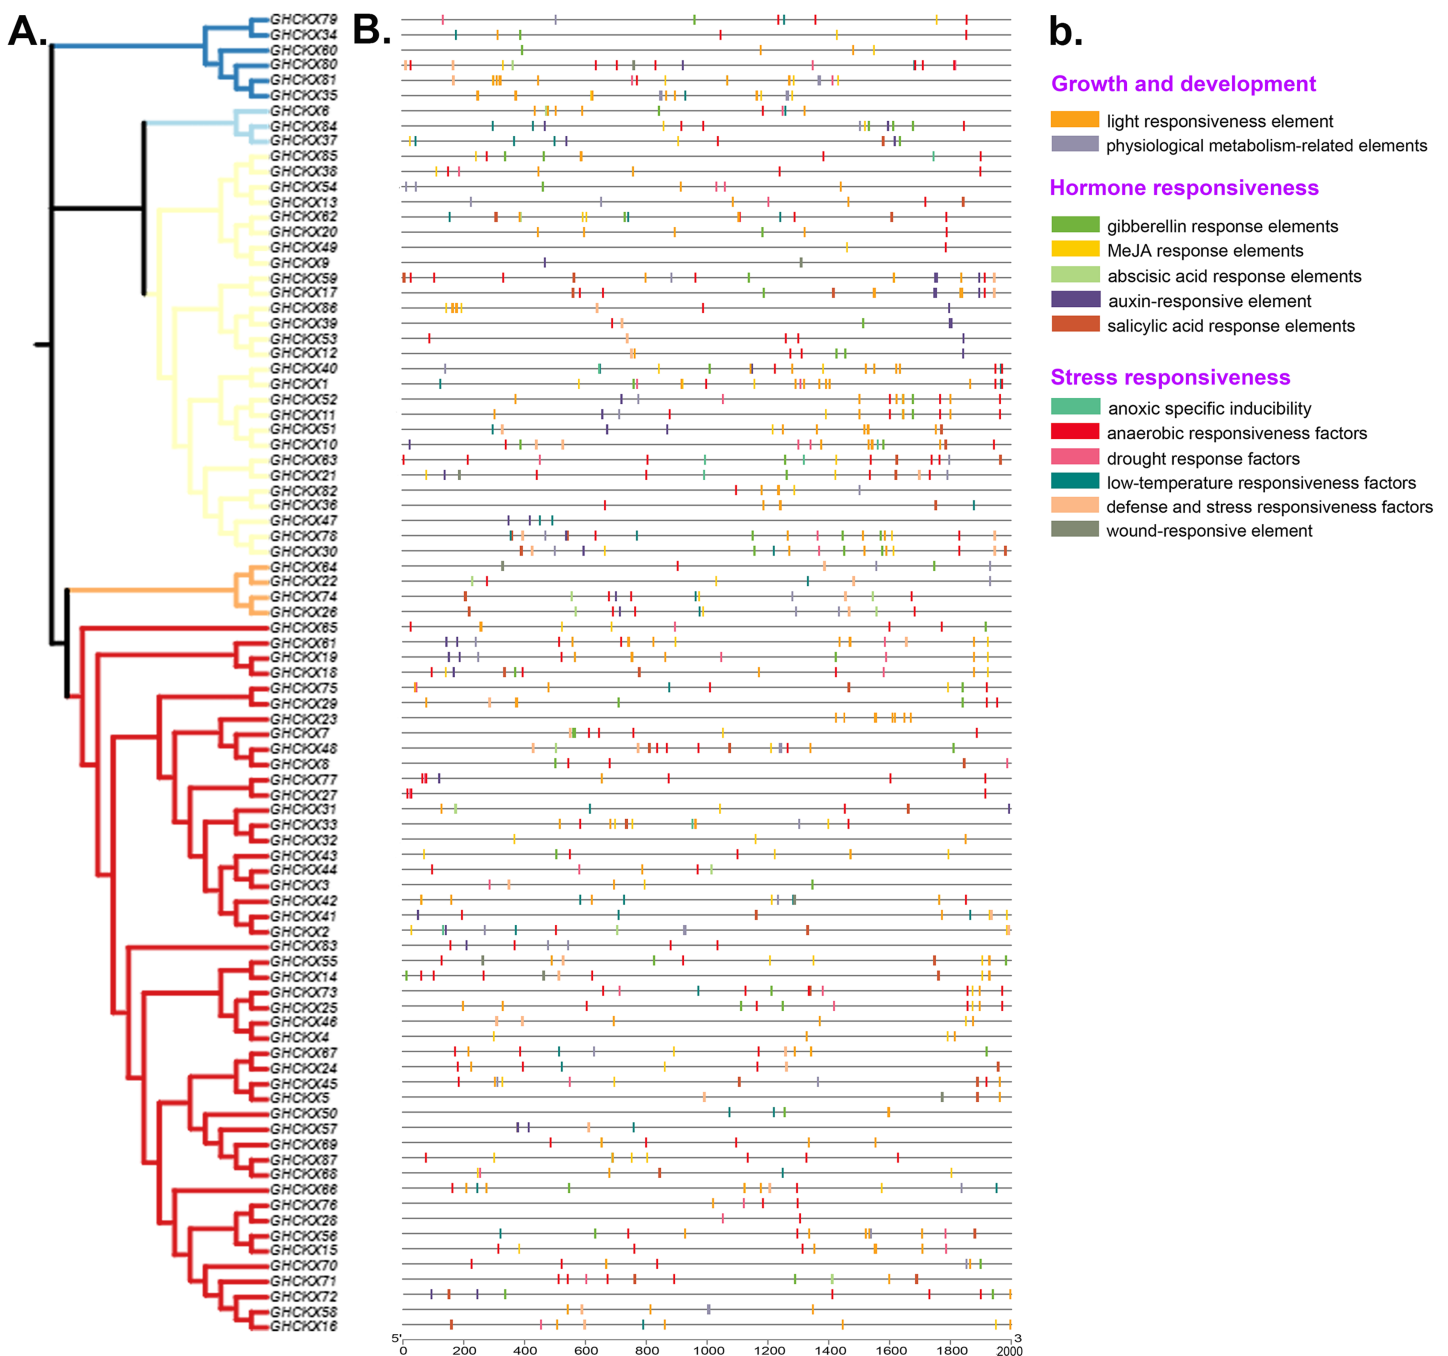 A.
B.
b.
GHCKX79
GHCKX34
GHCKX60
GHCKX80
GHCKX81
GHCKX35
GHCKX6
GHCKX84
GHCKX37
GHCKX85
GHCKX38
GHCKX54
GHCKX13
GHCKX62
GHCKX20
GHCKX49
GHCKX9
GHCKX59
GHCKX17
GHCKX86
GHCKX39
GHCKX53
GHCKX12
GHCKX40
GHCKX1
GHCKX52
GHCKX11
GHCKX51
GHCKX10
GHCKX63
GHCKX21
GHCKX82
GHCKX36
GHCKX47
GHCKX78
GHCKX30
GHCKX64
GHCKX22
GHCKX74
GHCKX26
GHCKX65
GHCKX61
GHCKX19
GHCKX18
GHCKX75
GHCKX29
GHCKX23
GHCKX7
GHCKX48
GHCKX8
GHCKX77
GHCKX27
GHCKX31
GHCKX33
GHCKX32
GHCKX43
GHCKX44
GHCKX3
GHCKX42
GHCKX41
GHCKX2
GHCKX83
GHCKX55
GHCKX14
GHCKX73
GHCKX25
GHCKX46
GHCKX4
GHCKX67
GHCKX24
GHCKX45
GHCKX5
GHCKX50
GHCKX57
GHCKX69
GHCKX87
GHCKX68
GHCKX66
GHCKX76
GHCKX28
GHCKX56
GHCKX15
GHCKX70
GHCKX71
GHCKX72
GHCKX58
GHCKX16
5' 3
0 200 400 600 800 1000 1200 1400 1600 1800 2000
Growth and development
light responsiveness element
physiological metabolism-related elements
Hormone responsiveness
gibberellin response elements
MeJA response elements
abscisic acid response elements
auxin-responsive element
salicylic acid response elements
Stress responsiveness
anoxic specific inducibility
anaerobic responsiveness factors
drought response factors
low-temperature responsiveness factors
defense and stress responsiveness factors
wound-responsive element